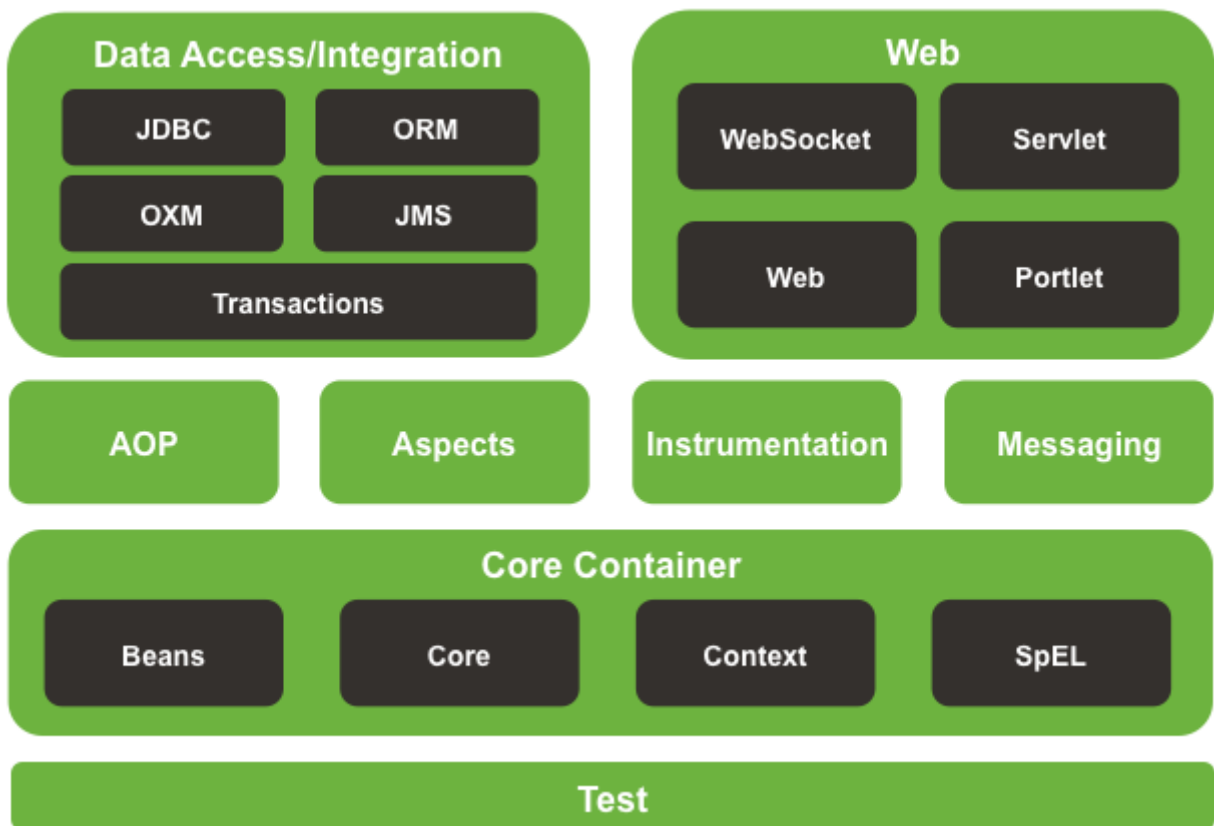 Data Access/Integration
JDBC
ORM
OXM
JMS
Transactions
Web
WebSocket
Servlet
Web
Portlet
AOP
Aspects
Instrumentation
Messaging
Core Container
Beans
Core
Context
SpEL
Test